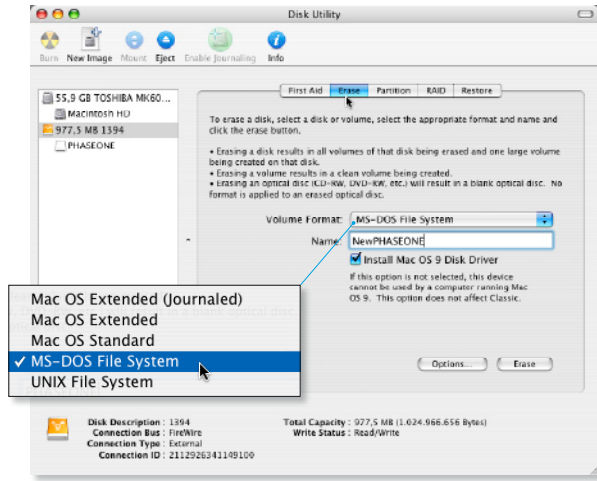 Disk Utility
Burn New Image Mount Eject Enable Journaling Info
55,9 GB TOSHIBA MK60...
Macintosh HD
977,5 MB 1394
PHASEONE
First Aid Erase Partition RAID Restore
To erase a disk, select a disk or volume, select the appropriate format and name and
click the erase button.
• Erasing a disk results in all volumes of that disk being erased and one large volume
being created on that disk.
• Erasing a volume results in a clean volume being created.
• Erasing an optical disc (CD-RW, DVD-RW, etc.) will result in a blank optical disc. No
format is applied to an erased optical disc.
Volume Format: MS-DOS File System
Name: NewPHASEONE
Install Mac OS 9 Disk Driver
If this option is not selected, this device
cannot be used by a computer running Mac
OS 9. This option does not affect Classic.
Mac OS Extended (Journaled)
Mac OS Extended
Mac OS Standard
✓ MS-DOS File System
UNIX File System
Options... Erase
Disk Description : 1394
Connection Bus : FireWire
Connection Type : External
Connection ID : 2112926341149100
Total Capacity : 977,5 MB (1.024.966.656 Bytes)
Write Status : Read/Write